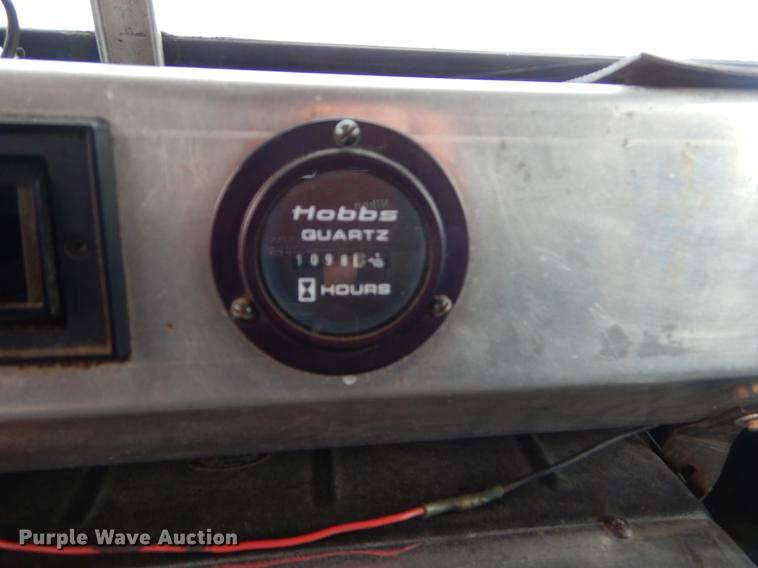 Hobbs
QUARTZ
1098
HOURS
Purple Wave Auction